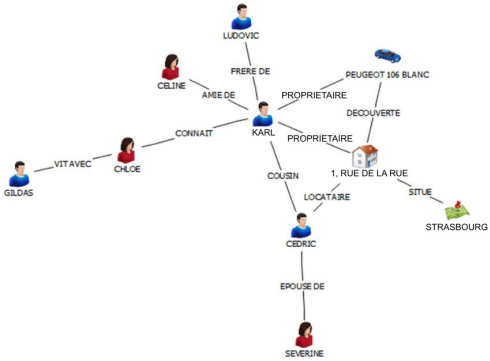 LUDOVIC
FRERE DE
CELINE
PEUGEOT 106 BLANC
AMIE DE
PROPRIETAIRE
DECOUVERTE
CONNAIT
KARL
PROPRIETAIRE
VIT AVEC
CHLOE
1, RUE DE LA RUE
GILDAS
COUSIN
LOCATAIRE
SITUE
STRASBOURG
CEDRIC
EPOUSE DE
SEVERINE